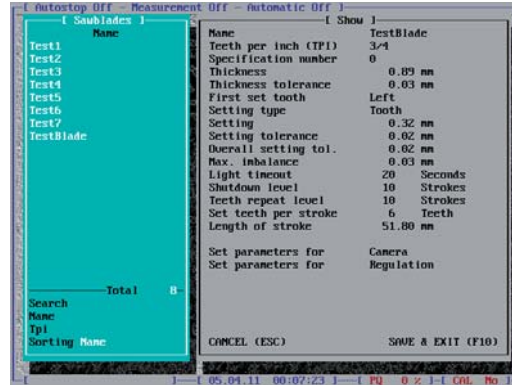 [ Autostop Off - Measurement Off - Automatic Off ]
[ Sawblades ]
Name
Test1
Test2
Test3
Test4
Test5
Test6
Test7
TestBlade
Total 8
Search
Name
Tpi
Sorting Name
[ Show ]
Name TestBlade
Teeth per inch (TPI) 3/4
Specification number 0
Thickness 0.89 mm
Thickness tolerance 0.03 mm
First set tooth Left
Setting type Tooth
Setting 0.32 mm
Setting tolerance 0.02 mm
Overall setting tol. 0.02 mm
Max. imbalance 0.03 mm
Light timeout 20 Seconds
Shutdown level 10 Strokes
Teeth repeat level 10 Strokes
Set teeth per stroke 6 Teeth
Length of stroke 51.80 mm
Set parameters for Camera
Set parameters for Regulation
CANCEL (ESC) SAVE & EXIT (F10)
[ 05.04.11 00:07:23 ] [ PQ 0 % ] [ CAL No ]